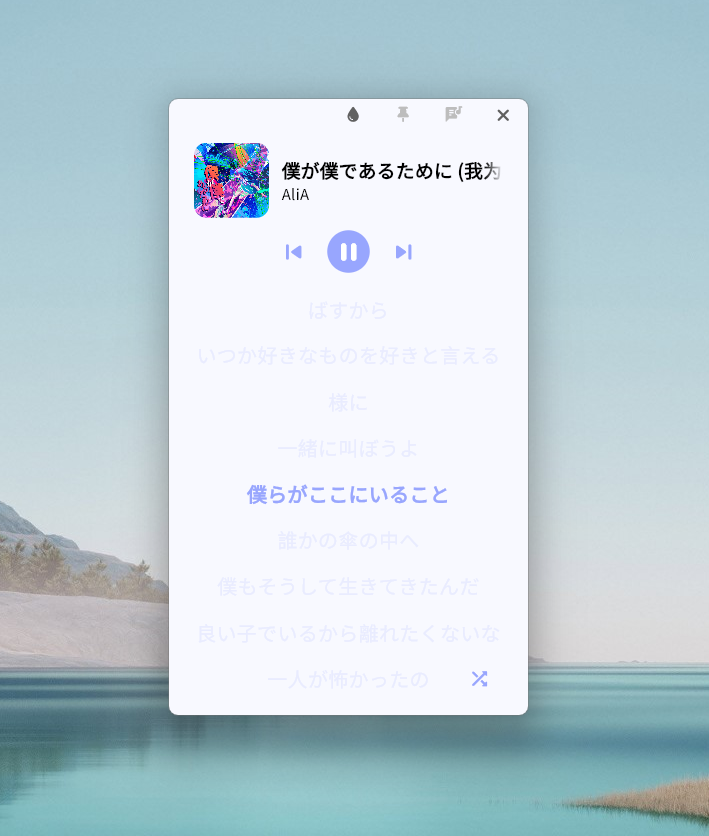 僕が僕であるために (我为
AliA
ばすから
いつか好きなものを好きと言える
様に
一緒に叫ぼうよ
僕らがここにいること
誰かの傘の中へ
僕もそうして生きてきたんだ
良い子でいるから離れたくないな
一人が怖かったの